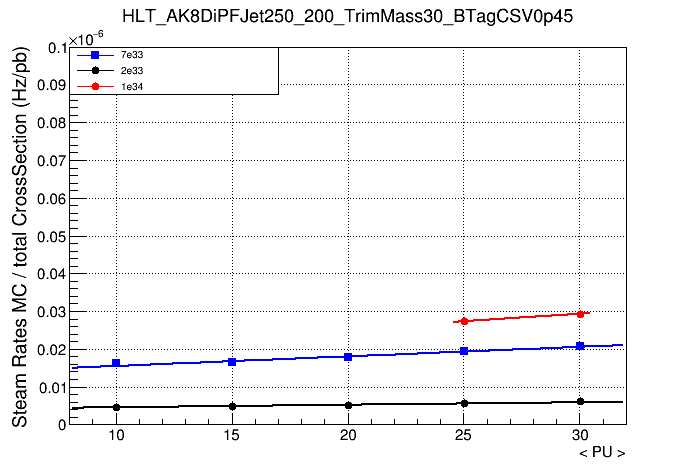 HLT_AK8DiPFJet250_200_TrimMass30_BTagCSV0p45
×10⁻⁶
0.1
0.09
0.08
0.07
0.06
0.05
0.04
0.03
0.02
0.01
0
Steam Rates MC / total CrossSection (Hz/pb)
7e33
2e33
1e34
10 15 20 25 30
< PU >